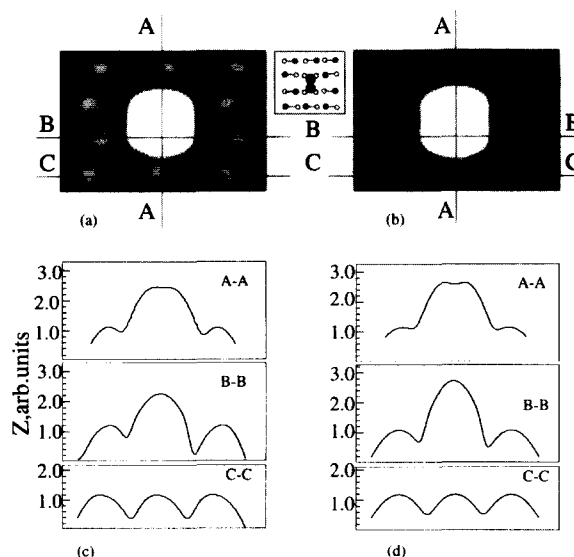 A A
B B B
C C C
(a) A (b) A
3.0 A-A 3.0 A-A
2.0 2.0
1.0 1.0
Z,arb.units
3.0 B-B 3.0 B-B
2.0 2.0
1.0 1.0
2.0 C-C 2.0 C-C
1.0 1.0
(c) (d)